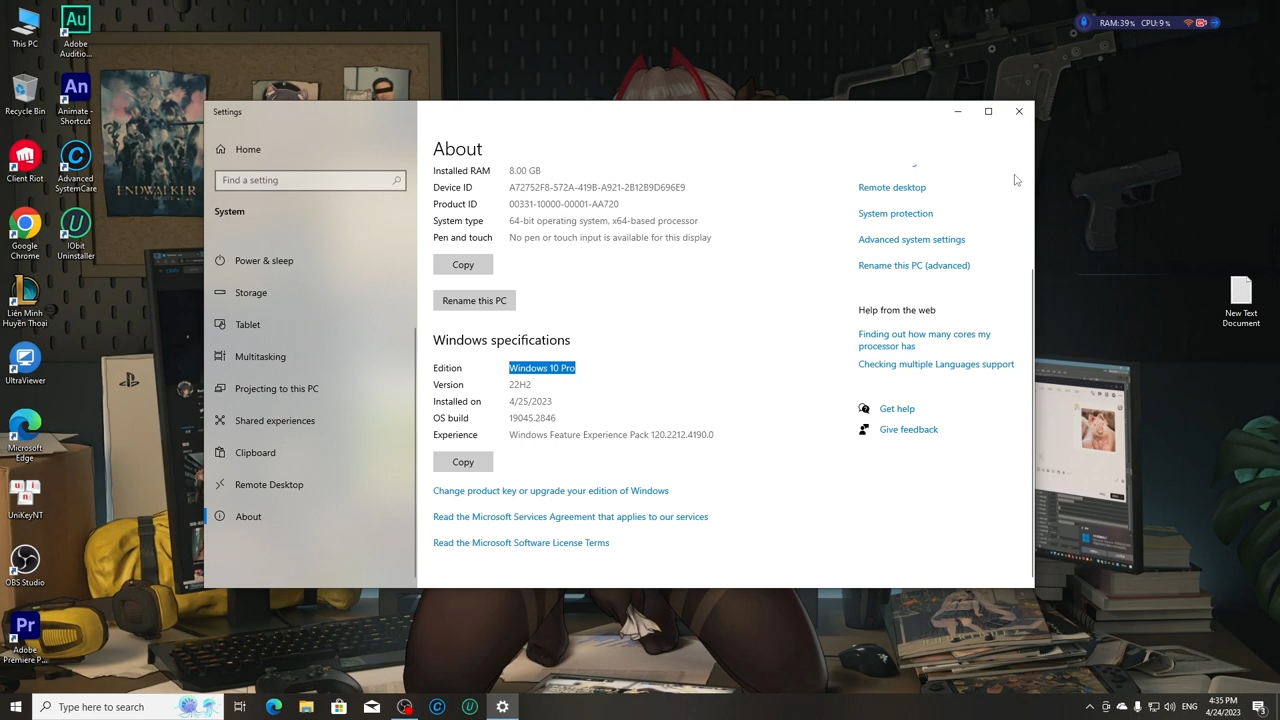 This PC
Adobe
Auditio...
Recycle Bin
Animate -
Shortcut
Client Riot
Advanced
SystemCare
Google
Chrome
IObit
Uninstaller
Liên Minh
Huyền Thoại
UltraViewer
Microsoft
Edge
UniKeyNT
OBS Studio
Adobe
Premiere P...
Au
An
Pr
ENDWALKER
RAM:39% CPU:9%
New Text
Document
Settings
Home
Find a setting
System
Power & sleep
Storage
Tablet
Multitasking
Projecting to this PC
Shared experiences
Clipboard
Remote Desktop
About
About
Installed RAM 8.00 GB
Device ID A72752F8-572A-419B-A921-2B12B9D696E9
Product ID 00331-10000-00001-AA720
System type 64-bit operating system, x64-based processor
Pen and touch No pen or touch input is available for this display
Copy
Rename this PC
Windows specifications
Edition Windows 10 Pro
Version 22H2
Installed on 4/25/2023
OS build 19045.2846
Experience Windows Feature Experience Pack 120.2212.4190.0
Copy
Change product key or upgrade your edition of Windows
Read the Microsoft Services Agreement that applies to our services
Read the Microsoft Software License Terms
Remote desktop
System protection
Advanced system settings
Rename this PC (advanced)
Help from the web
Finding out how many cores my
processor has
Checking multiple Languages support
Get help
Give feedback
Type here to search
4:35 PM
4/24/2023